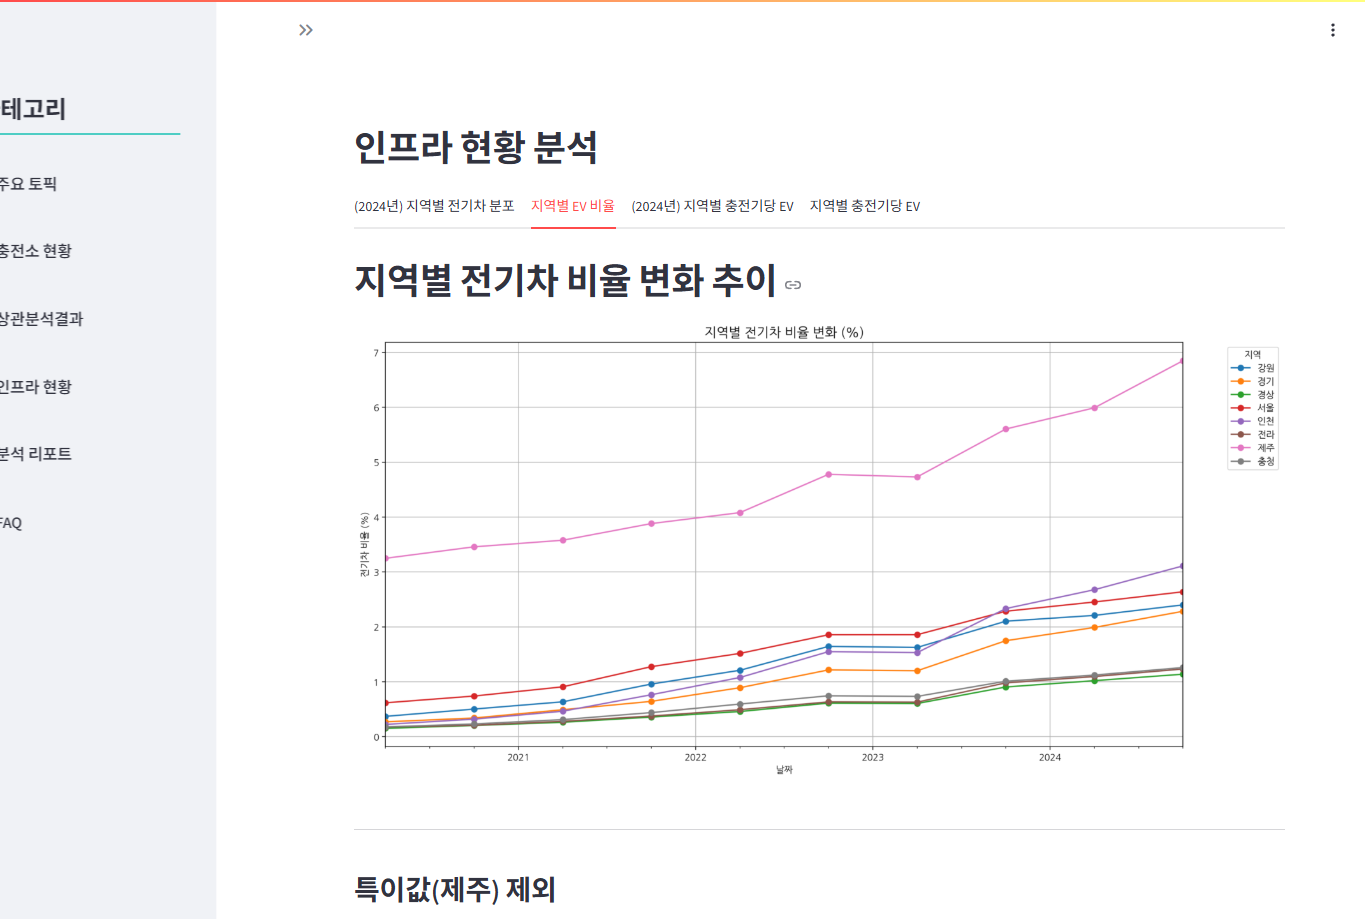 테고리
주요 토픽
충전소 현황
상관분석결과
인프라 현황
분석 리포트
FAQ
인프라 현황 분석
(2024년) 지역별 전기차 분포 지역별 EV 비율 (2024년) 지역별 충전기당 EV 지역별 충전기당 EV
지역별 전기차 비율 변화 추이
지역별 전기차 비율 변화 (%)
전기차 비율 (%)
7
6
5
4
3
2
1
0
2021 2022 2023 2024
날짜
지역
강원
경기
경상
서울
인천
전라
제주
충청
특이값(제주) 제외